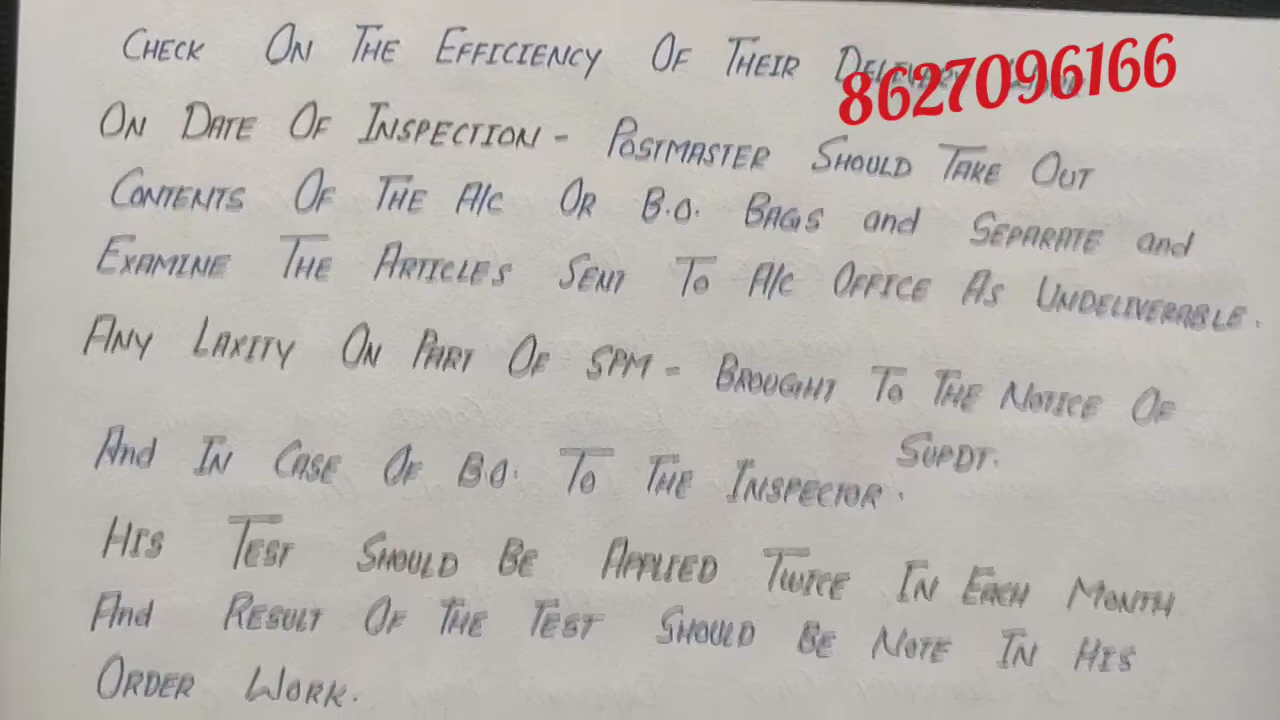 CHECK ON THE EFFICIENCY OF THEIR
8627096166
ON DATE OF INSPECTION - POSTMASTER SHOULD TAKE OUT
CONTENTS OF THE A/C OR B.O. BAGS and SEPARATE and
EXAMINE THE ARTICLES SENT TO A/C OFFICE AS UNDELIVERABLE.
ANY LAXITY ON PART OF SPM - BROUGHT TO THE NOTICE OF
SUPDT.
And IN CASE OF B.O. TO THE INSPECTOR.
HIS TEST SHOULD BE APPLIED TWICE IN EACH MONTH
And RESULT OF THE TEST SHOULD BE NOTE IN HIS
ORDER WORK.